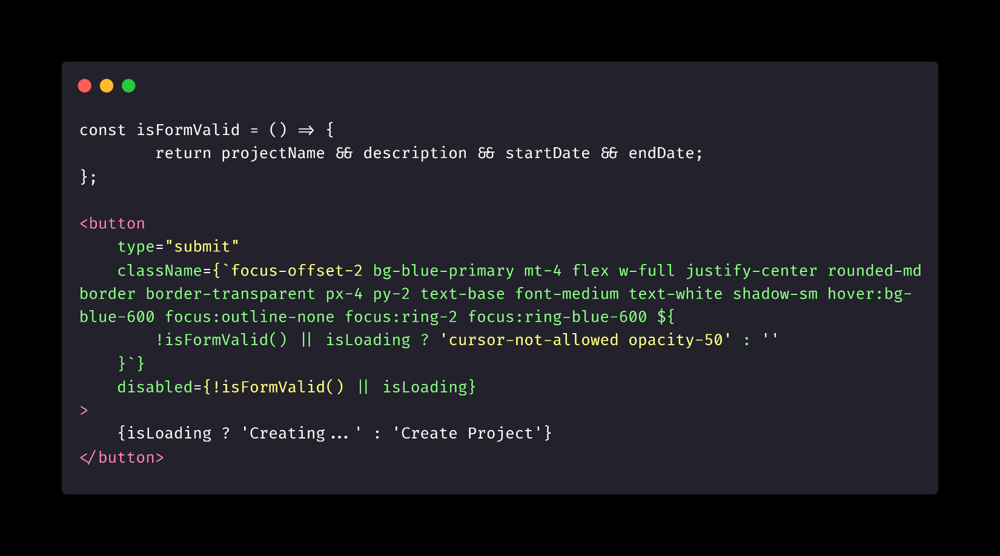 const isFormValid = () => {
        return projectName && description && startDate && endDate;
};

<button
    type="submit"
    className={`focus-offset-2 bg-blue-primary mt-4 flex w-full justify-center rounded-md
border border-transparent px-4 py-2 text-base font-medium text-white shadow-sm hover:bg-
blue-600 focus:outline-none focus:ring-2 focus:ring-blue-600 ${
        !isFormValid() || isLoading ? 'cursor-not-allowed opacity-50' : ''
    }`}
    disabled={!isFormValid() || isLoading}
>
    {isLoading ? 'Creating...' : 'Create Project'}
</button>